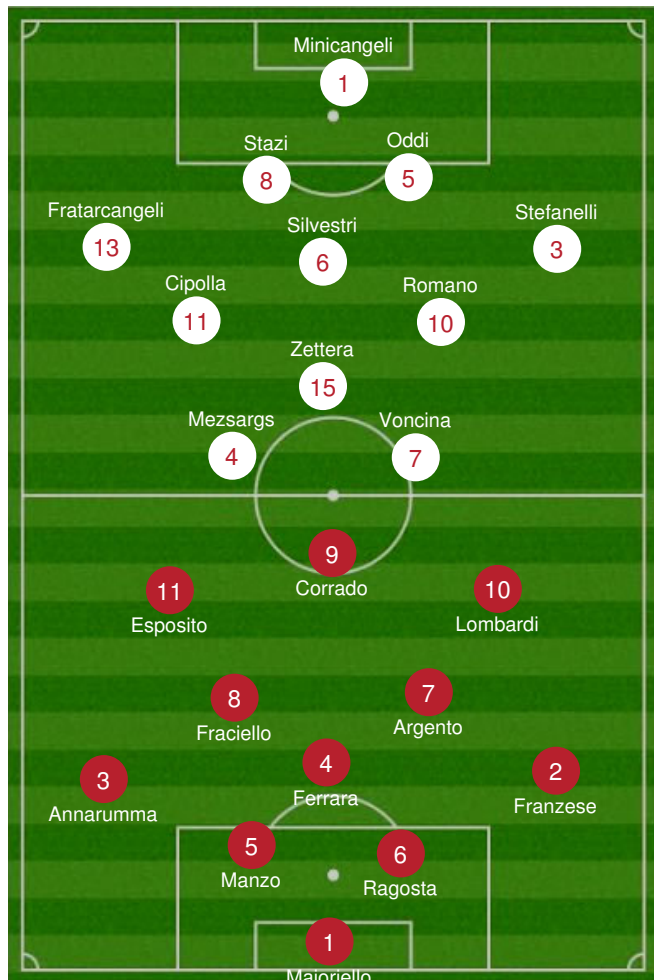 Minicangeli
1
Stazi
8
Oddi
5
Fratarcangeli
13
Silvestri
6
Stefanelli
3
Cipolla
11
Romano
10
Zettera
15
Mezsargs
4
Voncina
7
9
Corrado
11
Esposito
10
Lombardi
8
Fraciello
7
Argento
4
Ferrara
3
Annarumma
2
Franzese
5
Manzo
6
Ragosta
1
Maioriello